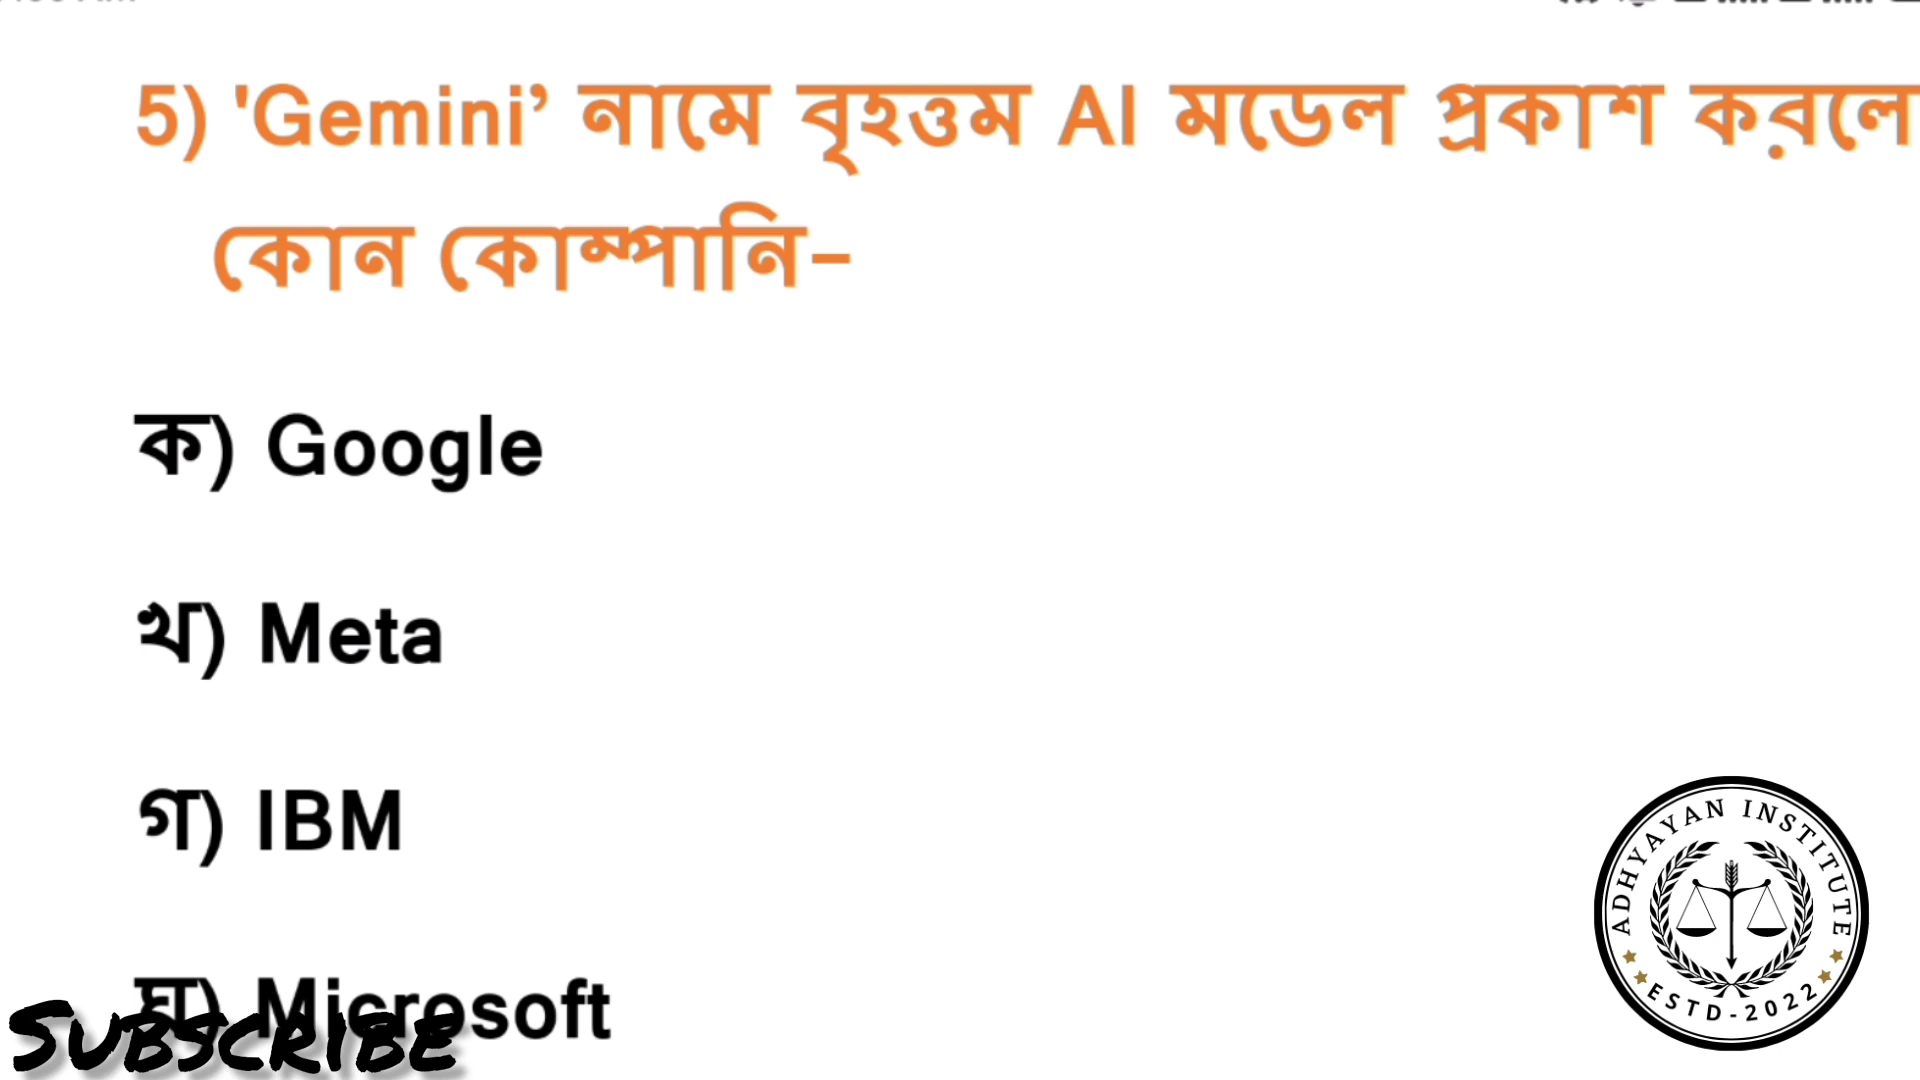 5) 'Gemini’ নামে বৃহত্তম AI মডেল প্রকাশ করলে
কোন কোম্পানি–
ক) Google
খ) Meta
গ) IBM
ঘ) Microsoft
SUBSCRIBE
ADHYAYAN INSTITUTE
ESTD-2022